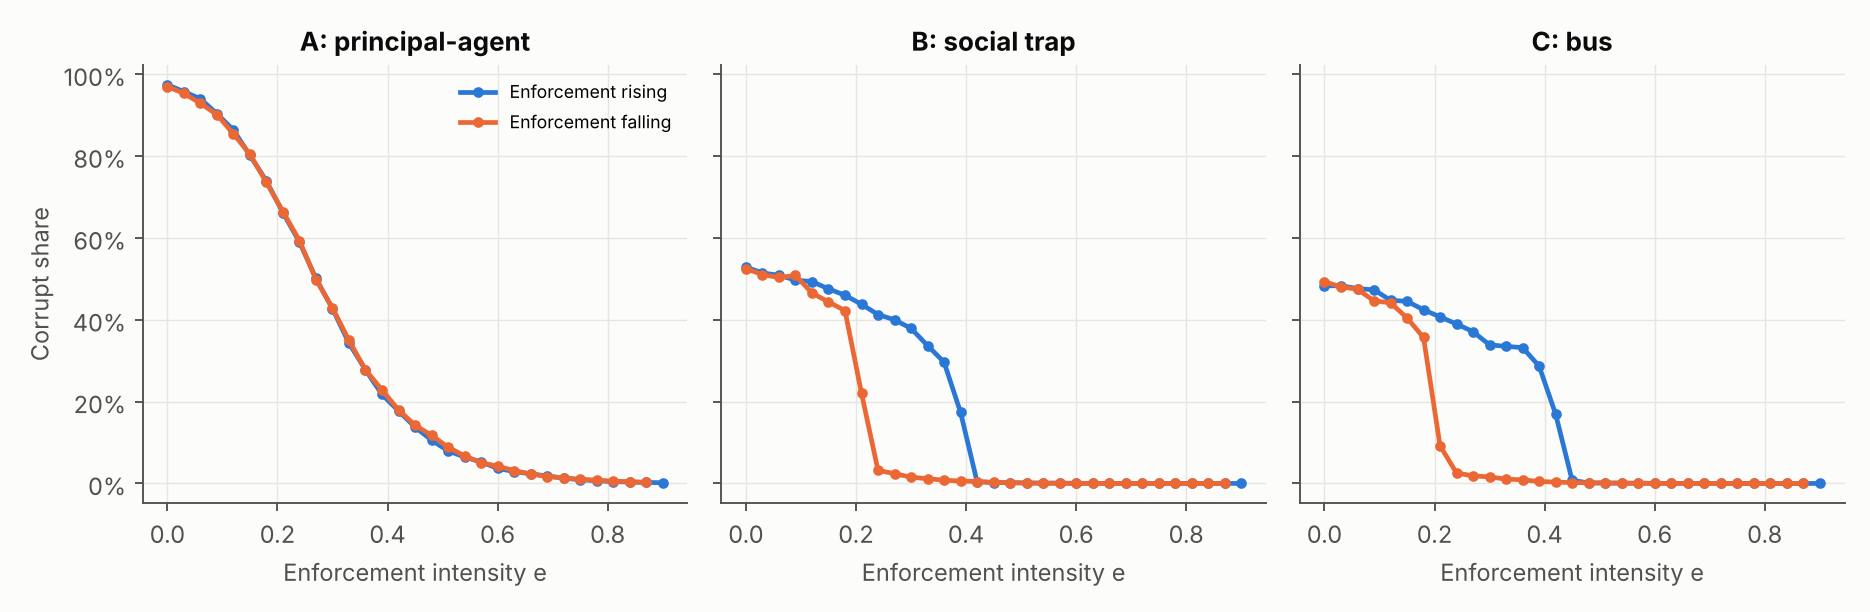 A: principal-agent
B: social trap
C: bus
Enforcement rising
Enforcement falling
Corrupt share
100%
80%
60%
40%
20%
0%
0.0 0.2 0.4 0.6 0.8
0.0 0.2 0.4 0.6 0.8
0.0 0.2 0.4 0.6 0.8
Enforcement intensity e
Enforcement intensity e
Enforcement intensity e